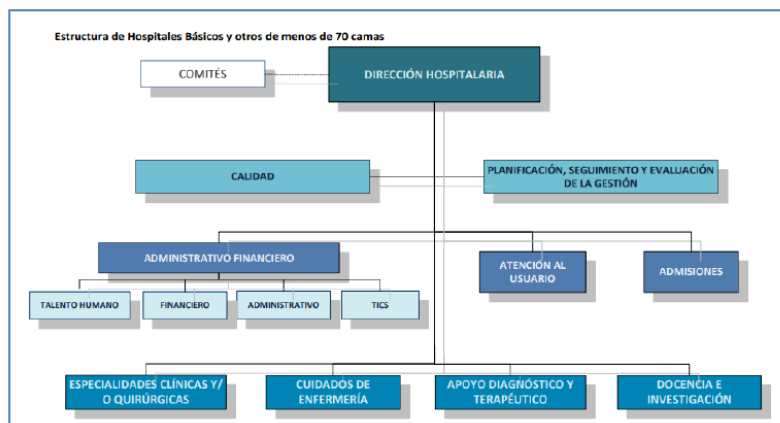 Estructura de Hospitales Básicos y otros de menos de 70 camas
COMITÉS
DIRECCIÓN HOSPITALARIA
CALIDAD
PLANIFICACIÓN, SEGUIMIENTO Y EVALUACIÓN
DE LA GESTIÓN
ADMINISTRATIVO FINANCIERO
ATENCIÓN AL
USUARIO
ADMISIONES
TALENTO HUMANO
FINANCIERO
ADMINISTRATIVO
TICS
ESPECIALIDADES CLÍNICAS Y/
O QUIRÚRGICAS
CUIDADOS DE
ENFERMERÍA
APOYO DIAGNÓSTICO Y
TERAPÉUTICO
DOCENCIA E
INVESTIGACIÓN